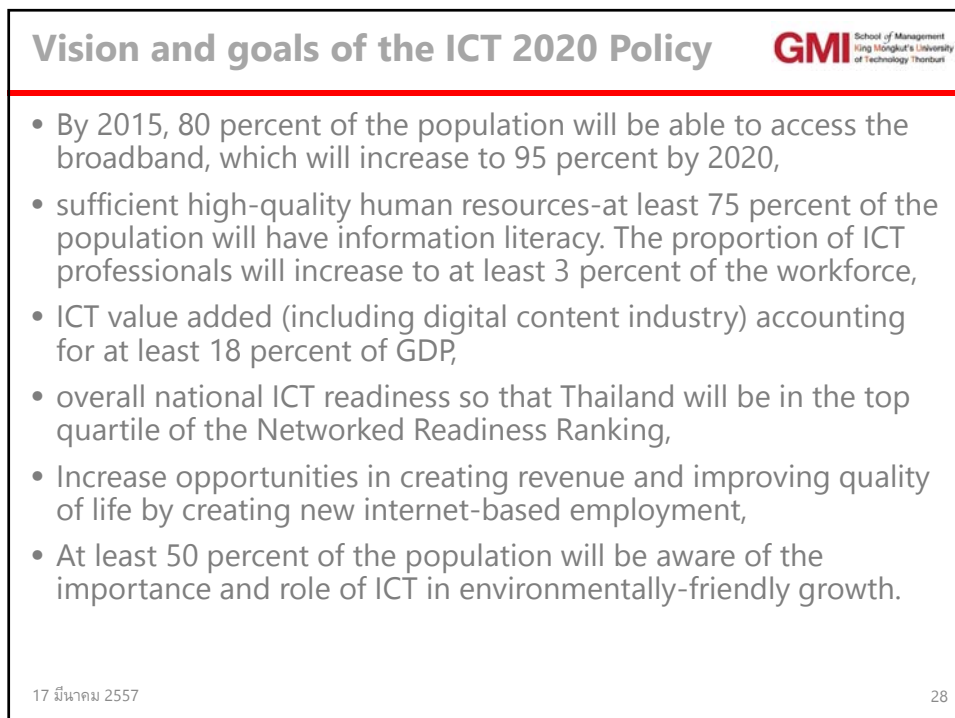 Vision and goals of the ICT 2020 Policy
GMI School of Management
King Mongkut's University
of Technology Thonburi
• By 2015, 80 percent of the population will be able to access the
broadband, which will increase to 95 percent by 2020,
• sufficient high-quality human resources-at least 75 percent of the
population will have information literacy. The proportion of ICT
professionals will increase to at least 3 percent of the workforce,
• ICT value added (including digital content industry) accounting
for at least 18 percent of GDP,
• overall national ICT readiness so that Thailand will be in the top
quartile of the Networked Readiness Ranking,
• Increase opportunities in creating revenue and improving quality
of life by creating new internet-based employment,
• At least 50 percent of the population will be aware of the
importance and role of ICT in environmentally-friendly growth.
17 มีนาคม 2557
28